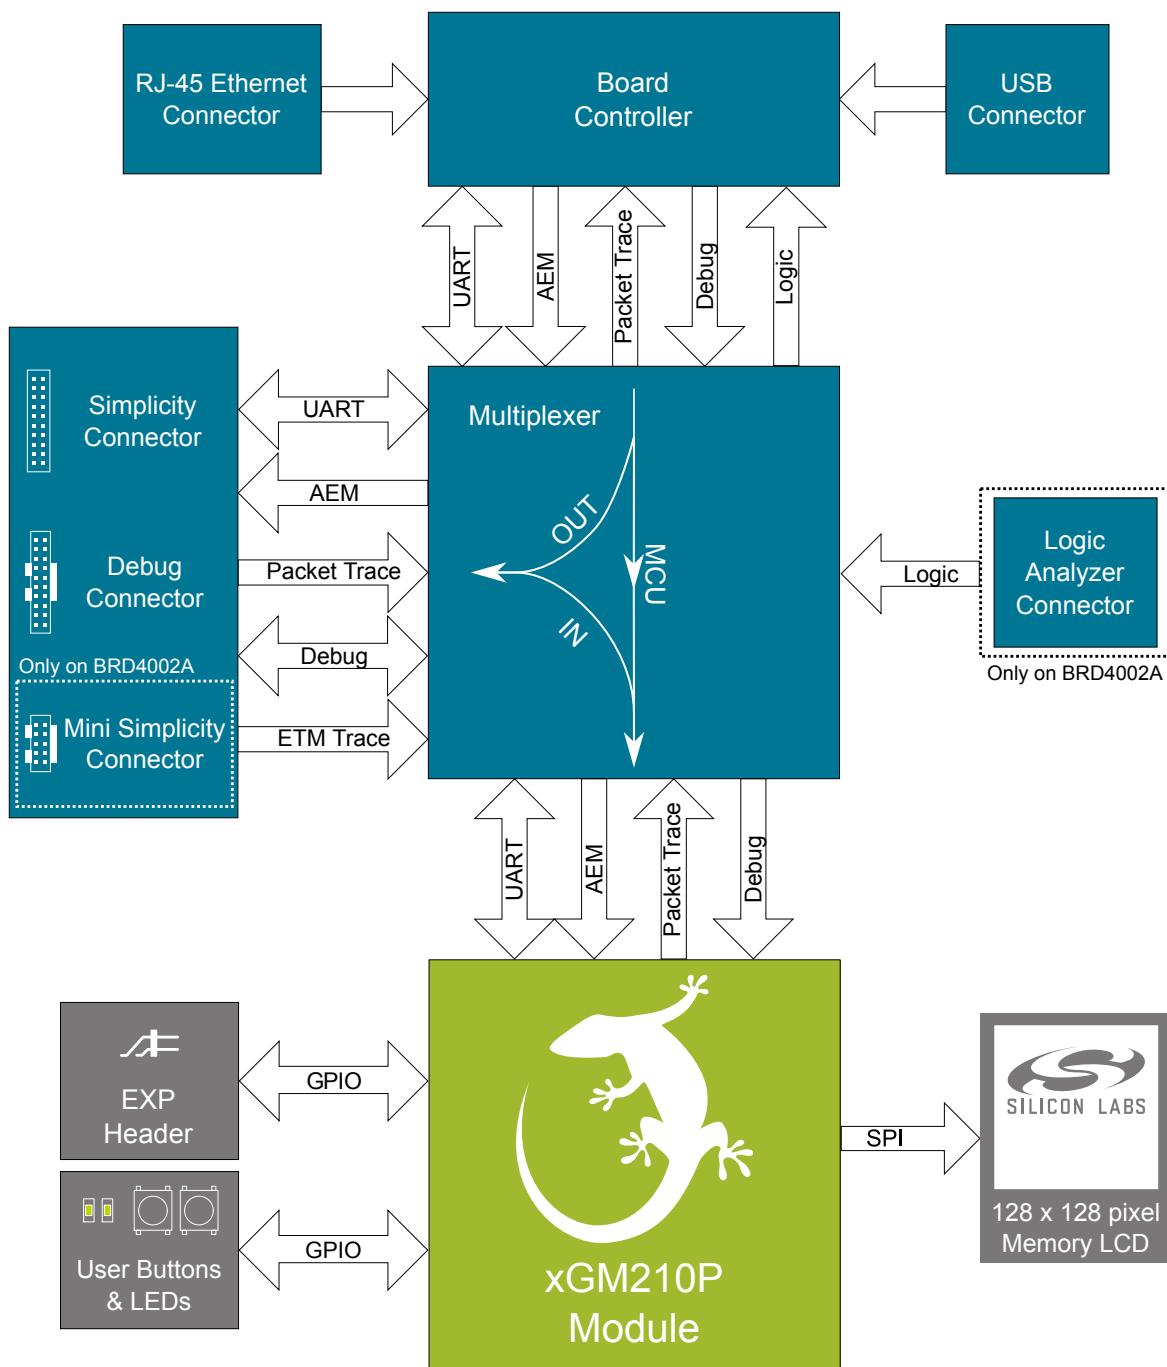 RJ-45 Ethernet
Connector
Board
Controller
USB
Connector
UART
AEM
Packet Trace
Debug
Logic
Simplicity
Connector
Debug
Connector
Only on BRD4002A
Mini Simplicity
Connector
UART
AEM
Packet Trace
Debug
ETM Trace
Multiplexer
OUT
MCU
IN
Logic
Logic
Analyzer
Connector
Only on BRD4002A
UART
AEM
Packet Trace
Debug
EXP
Header
GPIO
User Buttons
& LEDs
GPIO
xGM210P
Module
SPI
SILICON LABS
128 x 128 pixel
Memory LCD